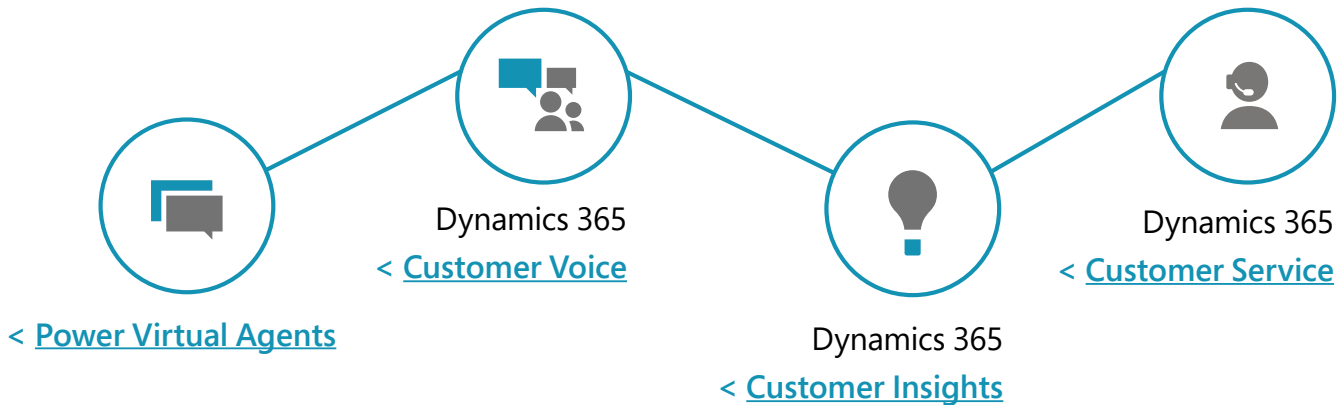 < Power Virtual Agents
Dynamics 365
< Customer Voice
Dynamics 365
< Customer Insights
Dynamics 365
< Customer Service